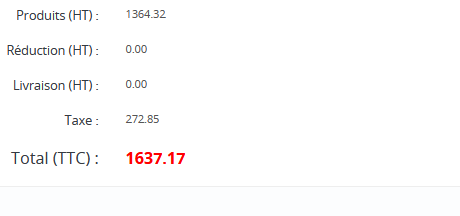 Produits (HT) : 1364.32
Réduction (HT) : 0.00
Livraison (HT) : 0.00
Taxe : 272.85
Total (TTC) : 1637.17